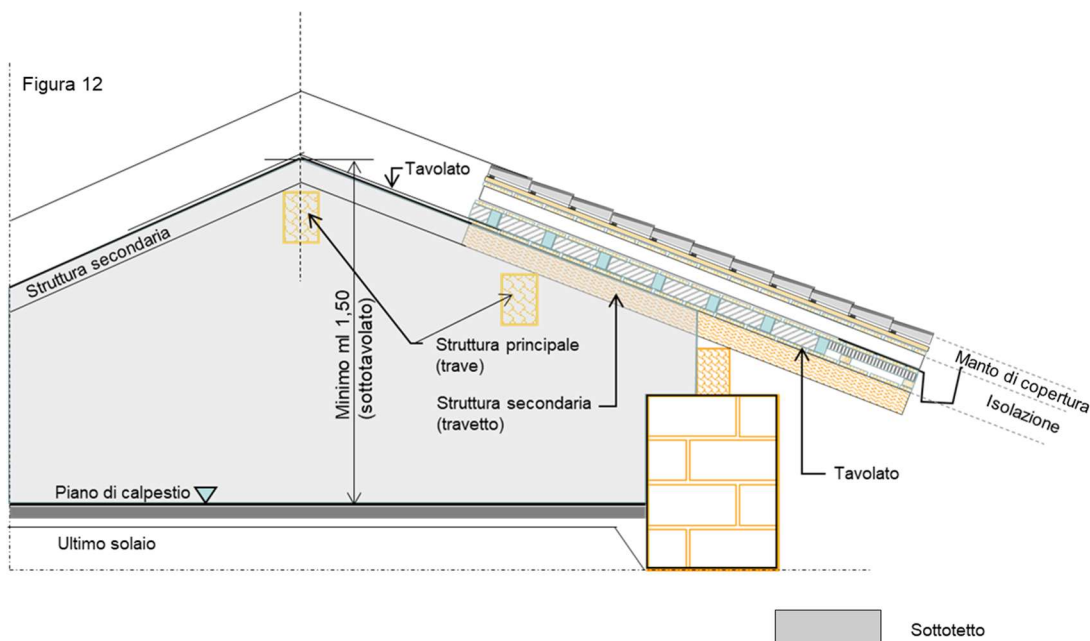 Figura 12
Tavolato
Struttura secondaria
Minimo ml 1,50
(sottotavolato)
Struttura principale
(trave)
Struttura secondaria
(travetto)
Manto di copertura
Isolazione
Tavolato
Piano di calpestio
Ultimo solaio
Sottotetto